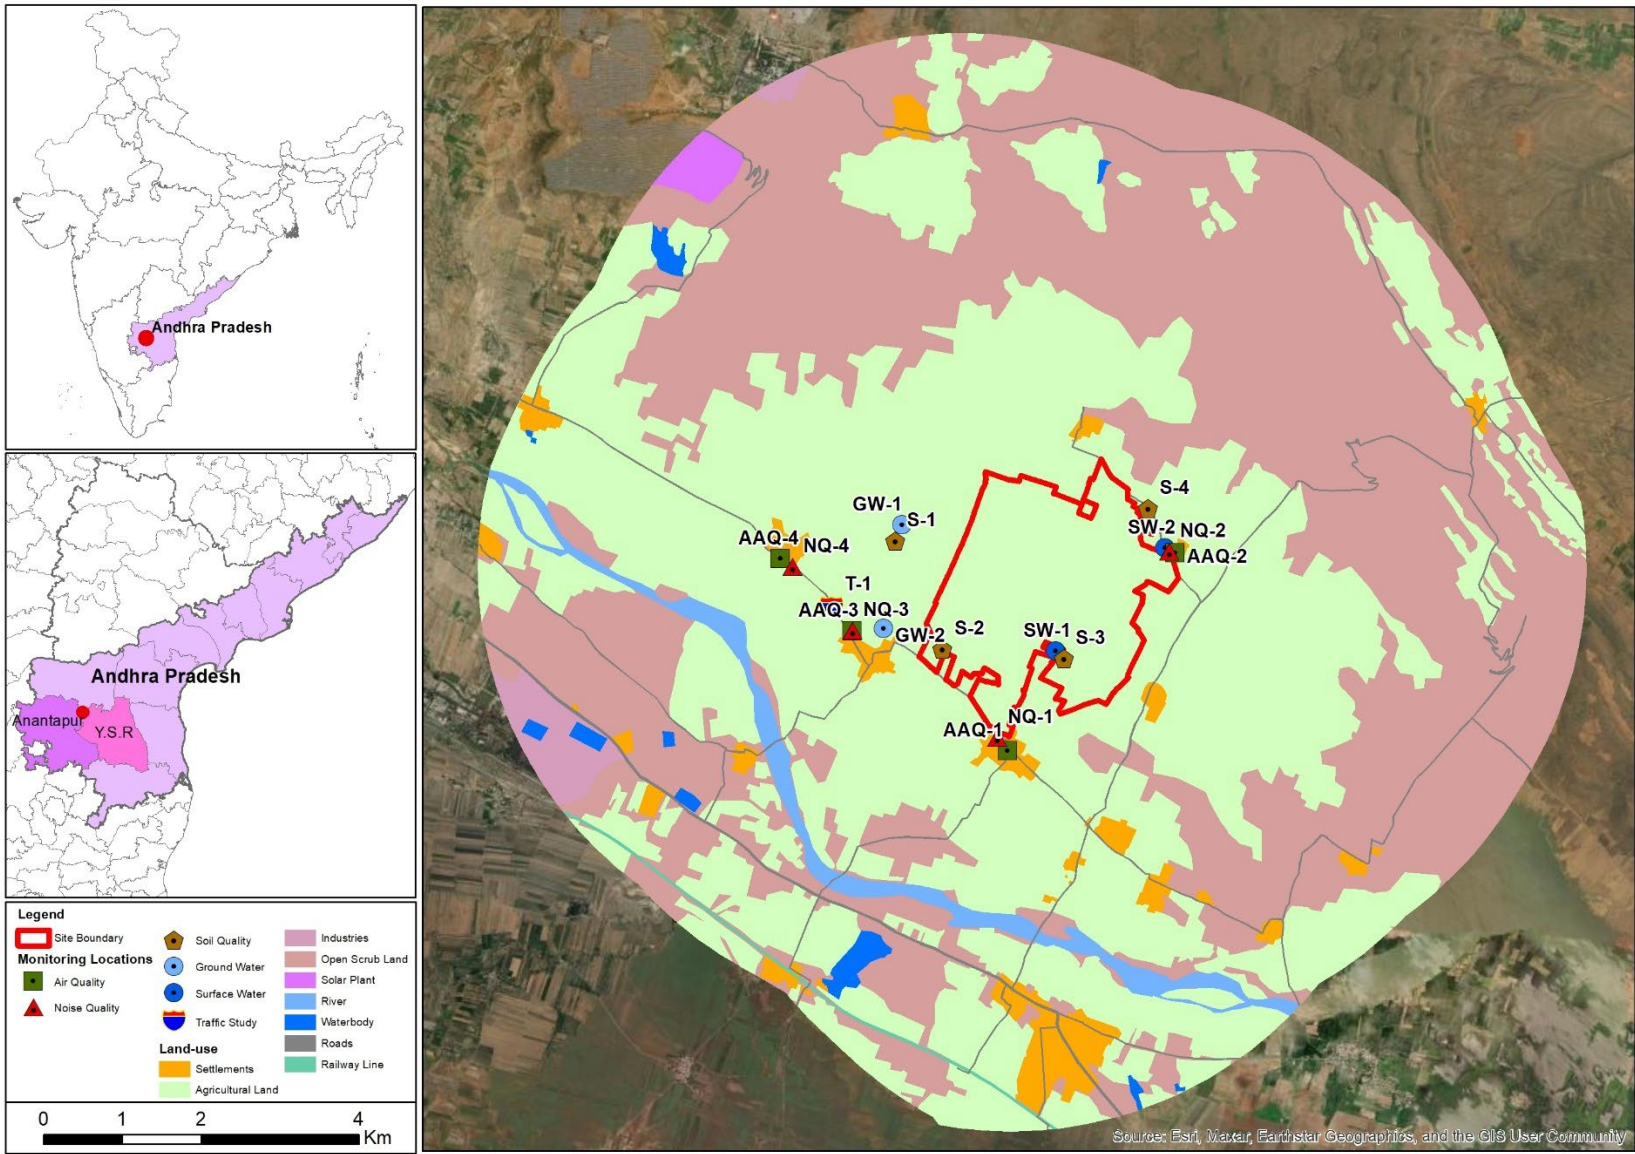 Andhra Pradesh
Andhra Pradesh
Anantapur
Y.S.R
Legend
Site Boundary
Monitoring Locations
Air Quality
Noise Quality
Soil Quality
Ground Water
Surface Water
Traffic Study
Land-use
Settlements
Agricultural Land
Industries
Open Scrub Land
Solar Plant
River
Waterbody
Roads
Railway Line
0 1 2 4
Km
S-4
GW-1
S-1
SW-2 NQ-2
AAQ-4 NQ-4
AAQ-2
T-1
AAQ-3 NQ-3
GW-2 S-2
SW-1 S-3
NQ-1
AAQ-1
Source: Esri, Maxar, Earthstar Geographics, and the GIS User Community